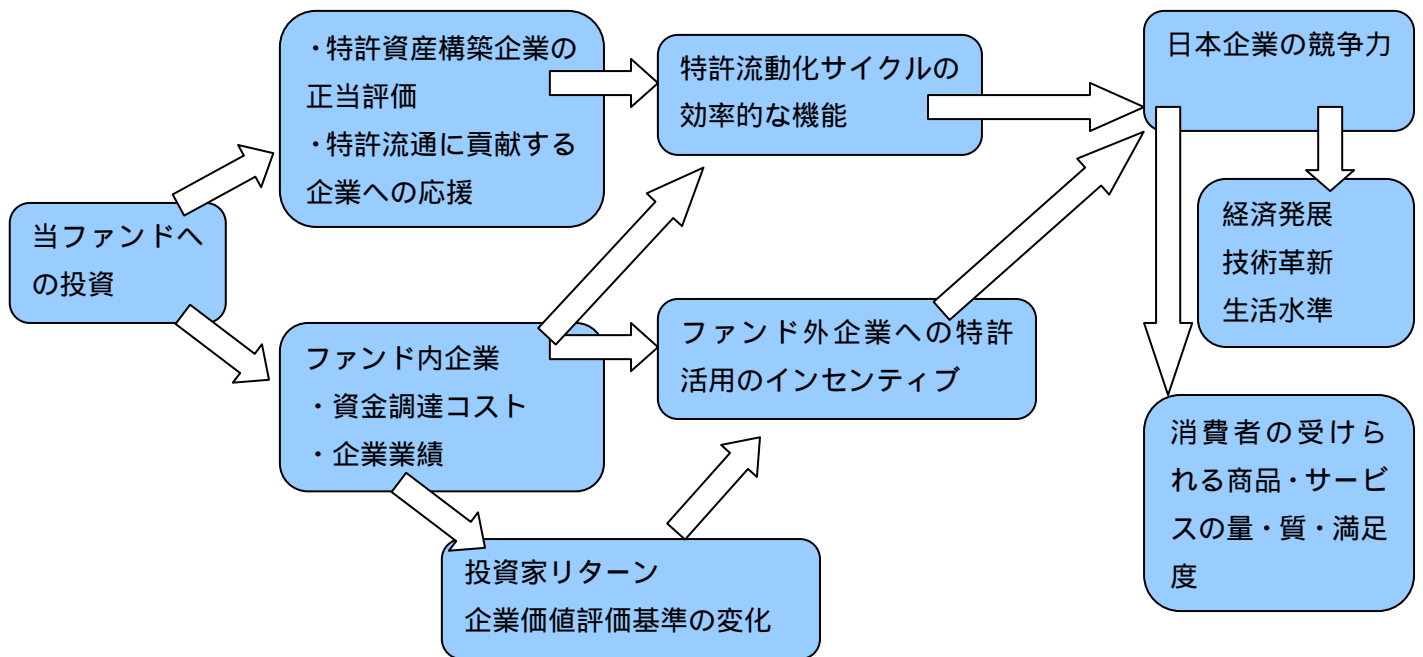 ・特許資産構築企業の
正当評価
・特許流通に貢献する
企業への応援
特許流動化サイクルの
効率的な機能
日本企業の競争力
経済発展
技術革新
生活水準
当ファンドへ
の投資
ファンド内企業
・資金調達コスト
・企業業績
ファンド外企業への特許
活用のインセンティブ
消費者の受けら
れる商品・サービ
スの量・質・満足
度
投資家リターン
企業価値評価基準の変化